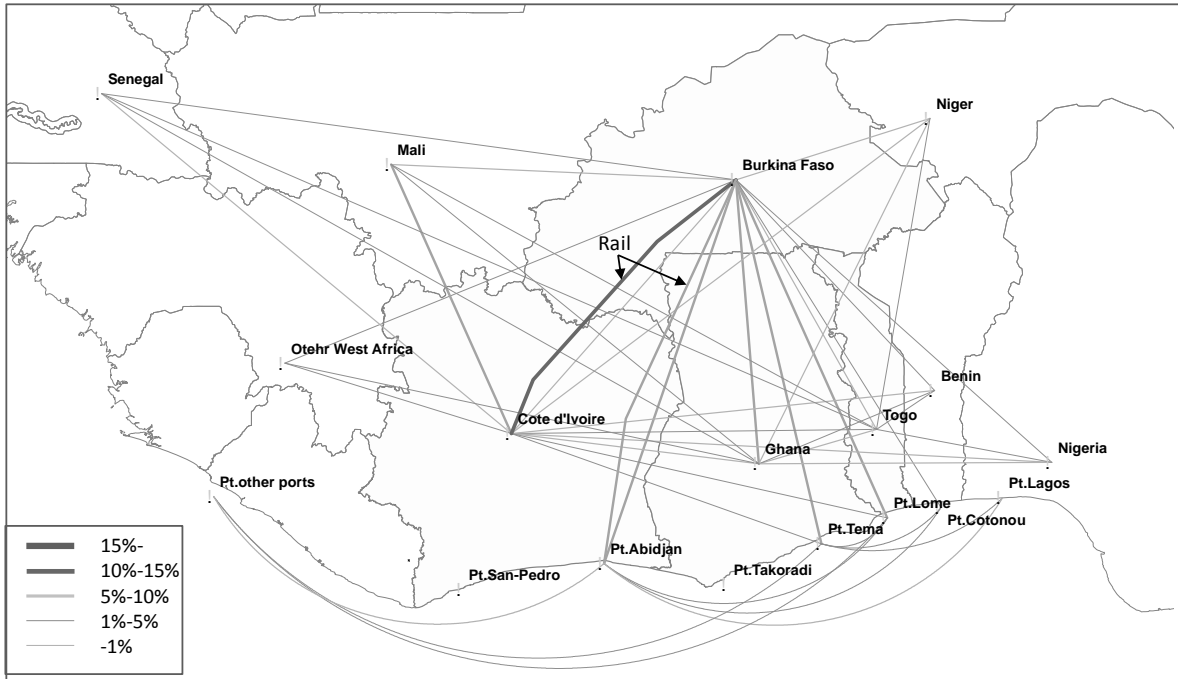 Senegal
Niger
Mali
Burkina Faso
Rail
Otehr West Africa
Benin
Cote d'Ivoire
Togo
Ghana
Nigeria
Pt.other ports
Pt.Lagos
Pt.Lome
Pt.Cotonou
Pt.Tema
Pt.Abidjan
Pt.San-Pedro
Pt.Takoradi
15%-
10%-15%
5%-10%
1%-5%
-1%